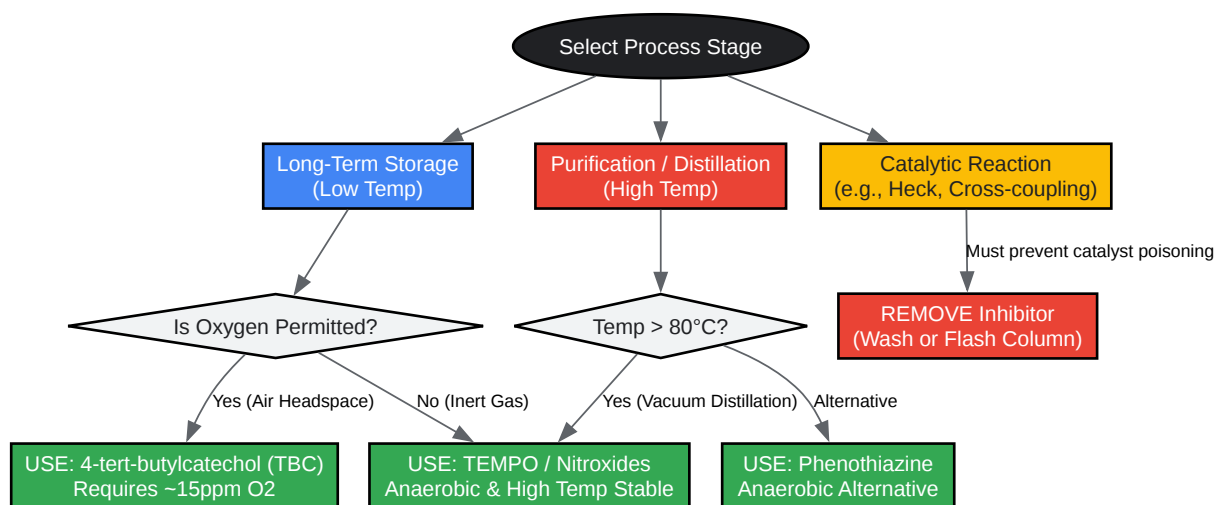 Select Process Stage
Long-Term Storage
(Low Temp)
Purification / Distillation
(High Temp)
Catalytic Reaction
(e.g., Heck, Cross-coupling)
Must prevent catalyst poisoning
Is Oxygen Permitted?
Temp > 80°C?
REMOVE Inhibitor
(Wash or Flash Column)
Yes (Air Headspace)
No (Inert Gas)
Yes (Vacuum Distillation)
Alternative
USE: 4-tert-butylcatechol (TBC)
Requires ~15ppm O2
USE: TEMPO / Nitroxides
Anaerobic & High Temp Stable
USE: Phenothiazine
Anaerobic Alternative